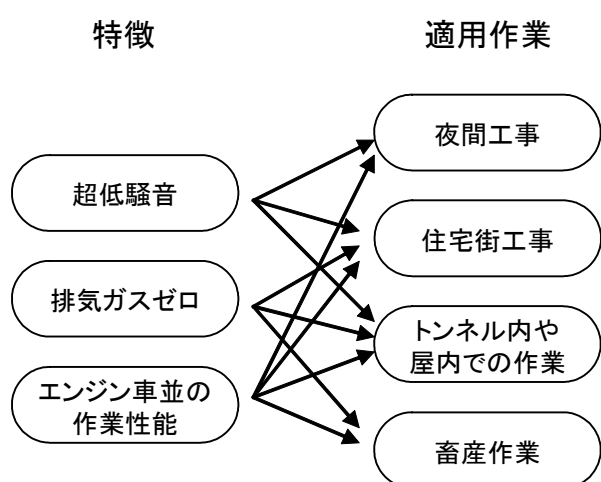 特徴
適用作業
超低騒音
排気ガスゼロ
エンジン車並の
作業性能
夜間工事
住宅街工事
トンネル内や
屋内での作業
畜産作業